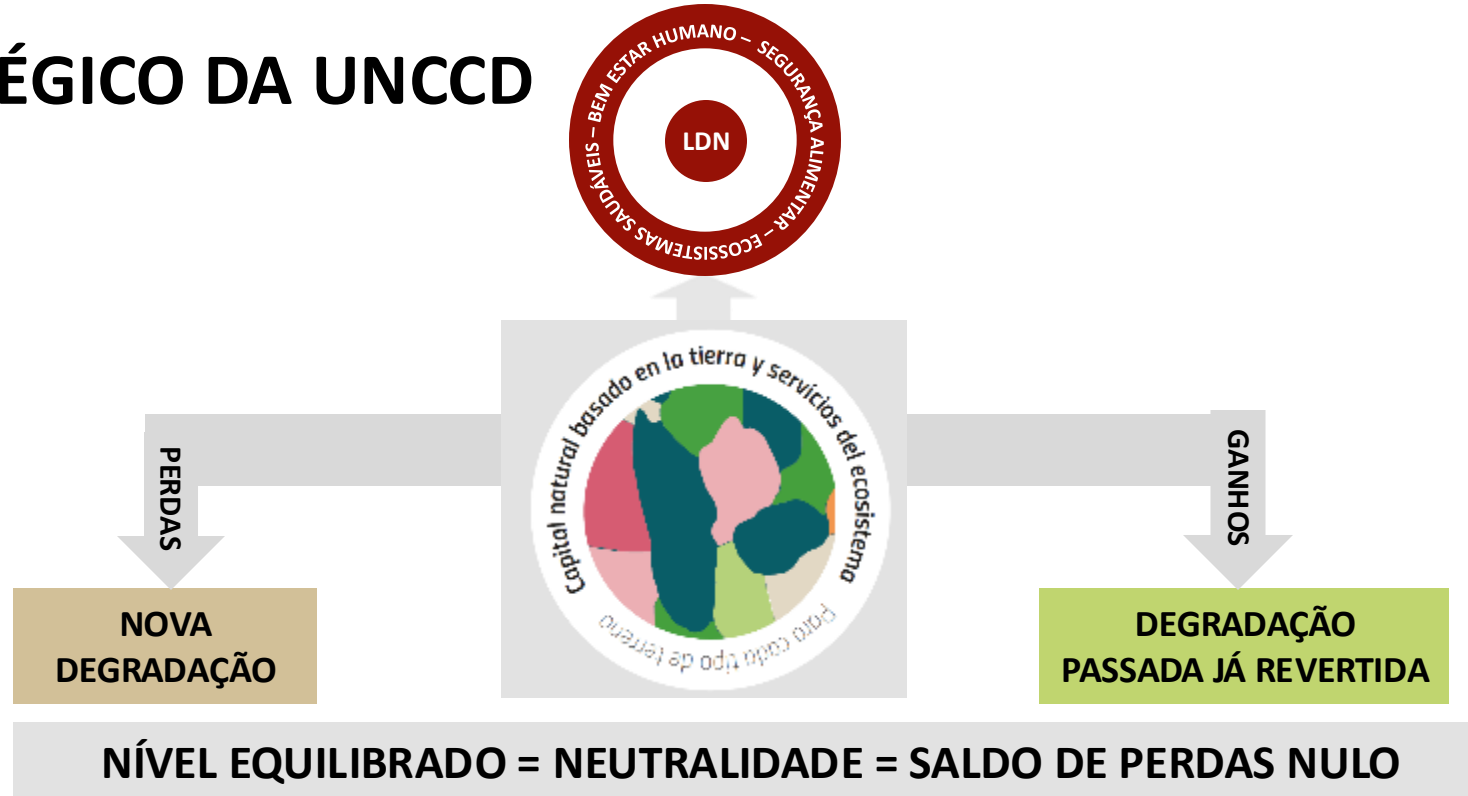 ÉGICO DA UNCCD
BEM ESTAR HUMANO – SEGURANÇA ALIMENTAR – ECOSSISTEMAS SAUDÁVEIS –
LDN
Capital natural basado en la tierra y servicios del ecosistema
Para cada tipo de terreno
PERDAS
GANHOS
NOVA
DEGRADAÇÃO
DEGRADAÇÃO
PASSADA JÁ REVERTIDA
NÍVEL EQUILIBRADO = NEUTRALIDADE = SALDO DE PERDAS NULO